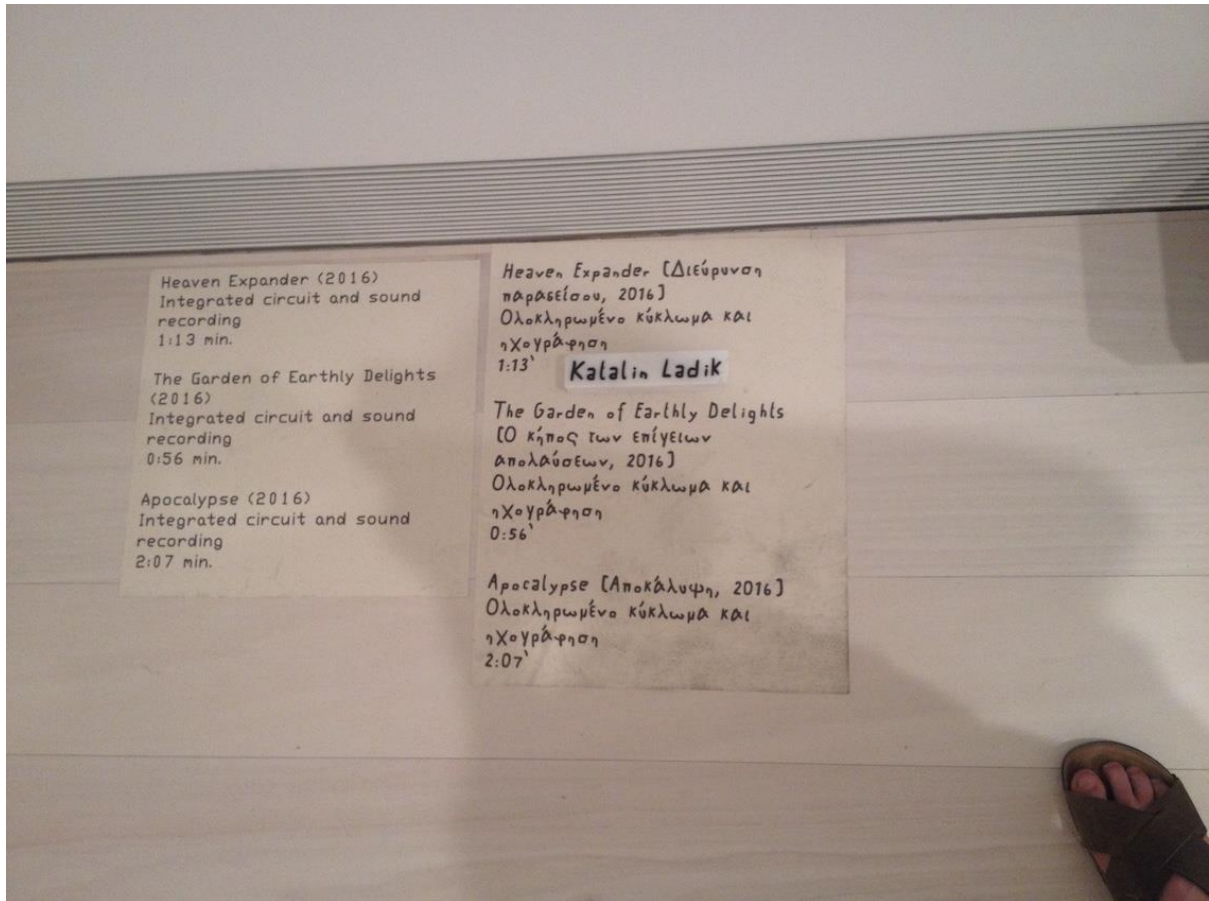 Heaven Expander (2016)
Integrated circuit and sound
recording
1:13 min.
The Garden of Earthly Delights
(2016)
Integrated circuit and sound
recording
0:56 min.
Apocalypse (2016)
Integrated circuit and sound
recording
2:07 min.
Heaven Expander [Διεύρυνση
παραδείσου, 2016]
Ολοκληρωμένο κύκλωμα και
ηχογράφηση
1:13'
Katalin Ladik
The Garden of Earthly Delights
[Ο κήπος των επίγειων
απολαύσεων, 2016]
Ολοκληρωμένο κύκλωμα και
ηχογράφηση
0:56'
Apocalypse [Αποκάλυψη, 2016]
Ολοκληρωμένο κύκλωμα και
ηχογράφηση
2:07'